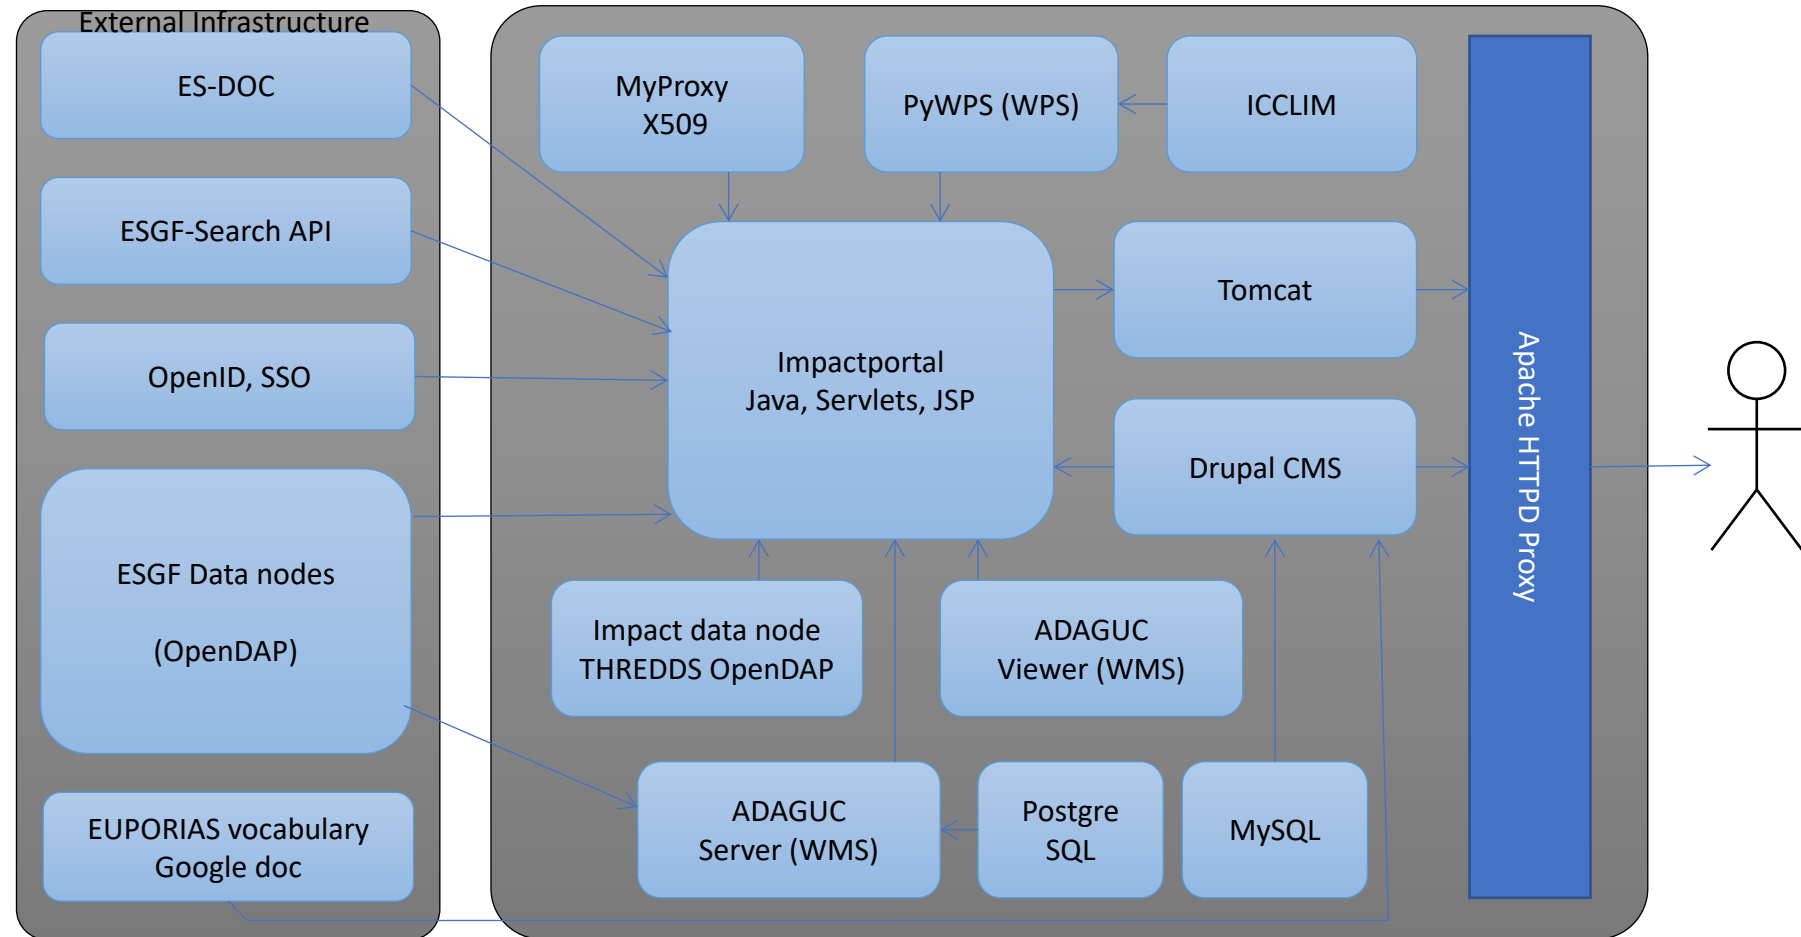 External Infrastructure
ES-DOC
ESGF-Search API
OpenID, SSO
ESGF Data nodes
(OpenDAP)
EUPORIAS vocabulary
Google doc
MyProxy
X509
PyWPS (WPS)
ICCLIM
Impactportal
Java, Servlets, JSP
Tomcat
Drupal CMS
Impact data node
THREDDS OpenDAP
ADAGUC
Viewer (WMS)
ADAGUC
Server (WMS)
Postgre
SQL
MySQL
Apache HTTPD Proxy